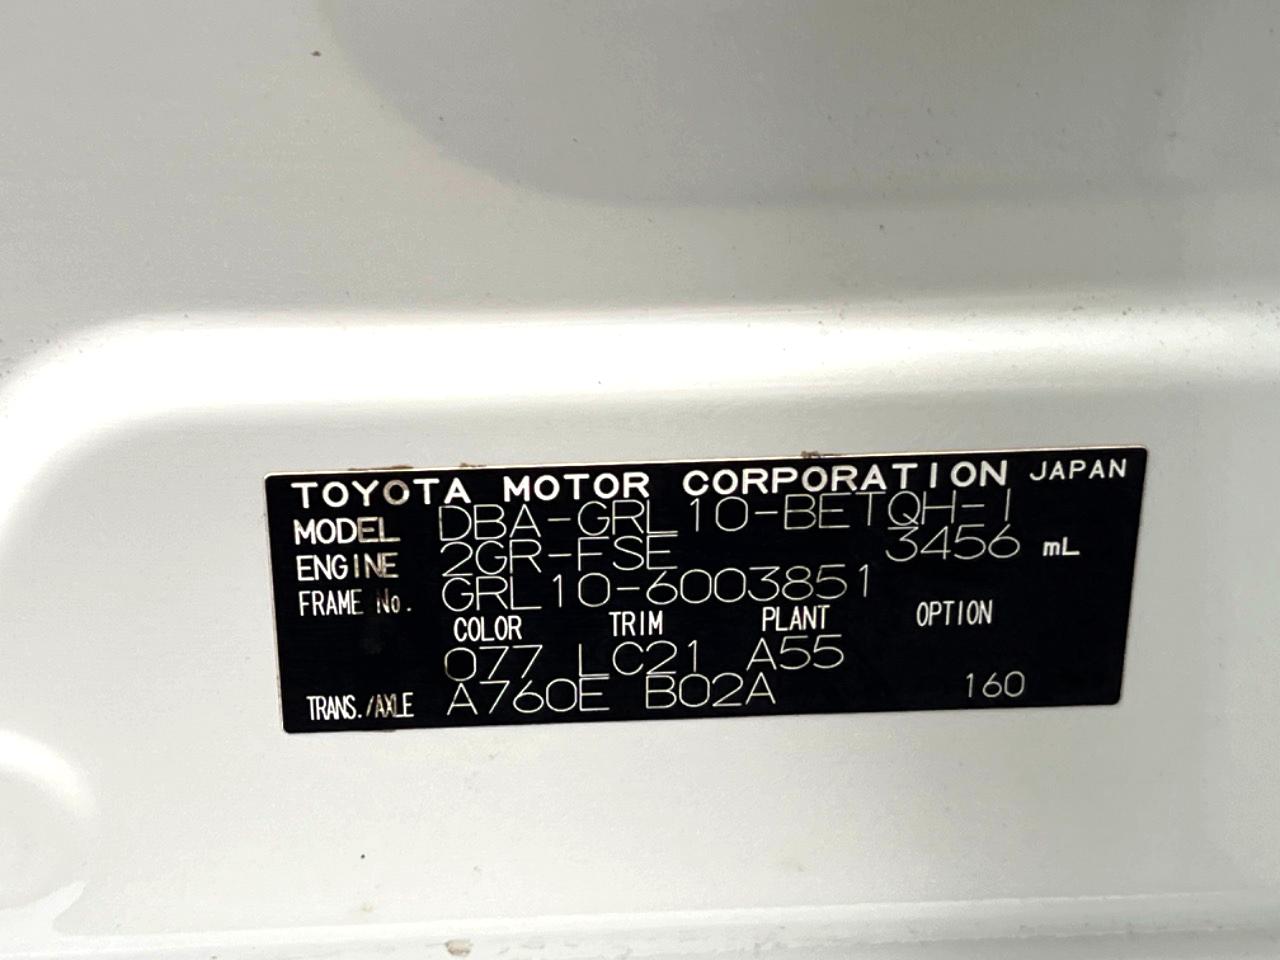 TOYOTA MOTOR CORPORATION JAPAN
MODEL DBA-GRL10-BETQH-I
ENGINE 2GR-FSE 3456 mL
FRAME No. GRL10-6003851
COLOR TRIM PLANT OPTION
077 LC21 A55
TRANS./AXLE A760E B02A 160